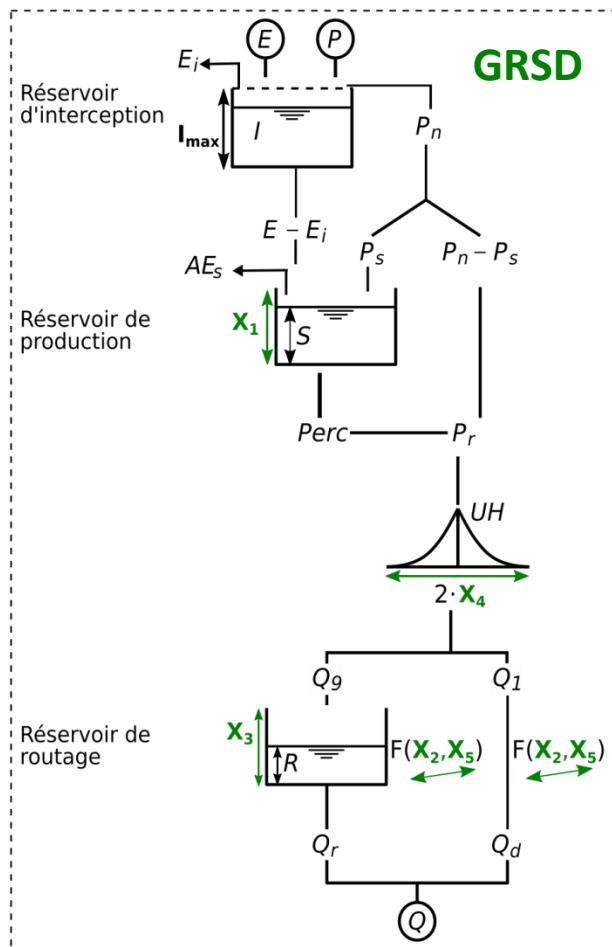 GRSD
E
P
Eᵢ
Réservoir
d'interception
Iₘₐₓ
I
Pₙ
E – Eᵢ
Pₛ
Pₙ – Pₛ
AEₛ
Réservoir de
production
X₁
S
Perc
Pᵣ
UH
2·X₄
Q₉
Q₁
Réservoir de
routage
X₃
R
F(X₂,X₅)
F(X₂,X₅)
Qᵣ
Q_d
Q